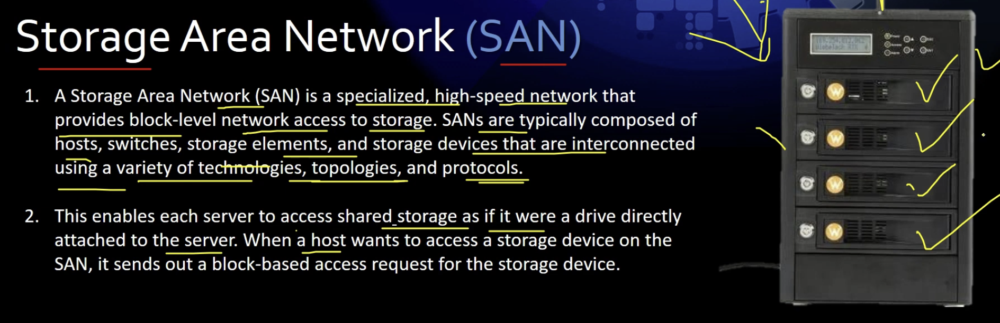 Storage Area Network (SAN)
1. A Storage Area Network (SAN) is a specialized, high-speed network that
provides block-level network access to storage. SANs are typically composed of
hosts, switches, storage elements, and storage devices that are interconnected
using a variety of technologies, topologies, and protocols.
2. This enables each server to access shared storage as if it were a drive directly
attached to the server. When a host wants to access a storage device on the
SAN, it sends out a block-based access request for the storage device.
W
W
W
W